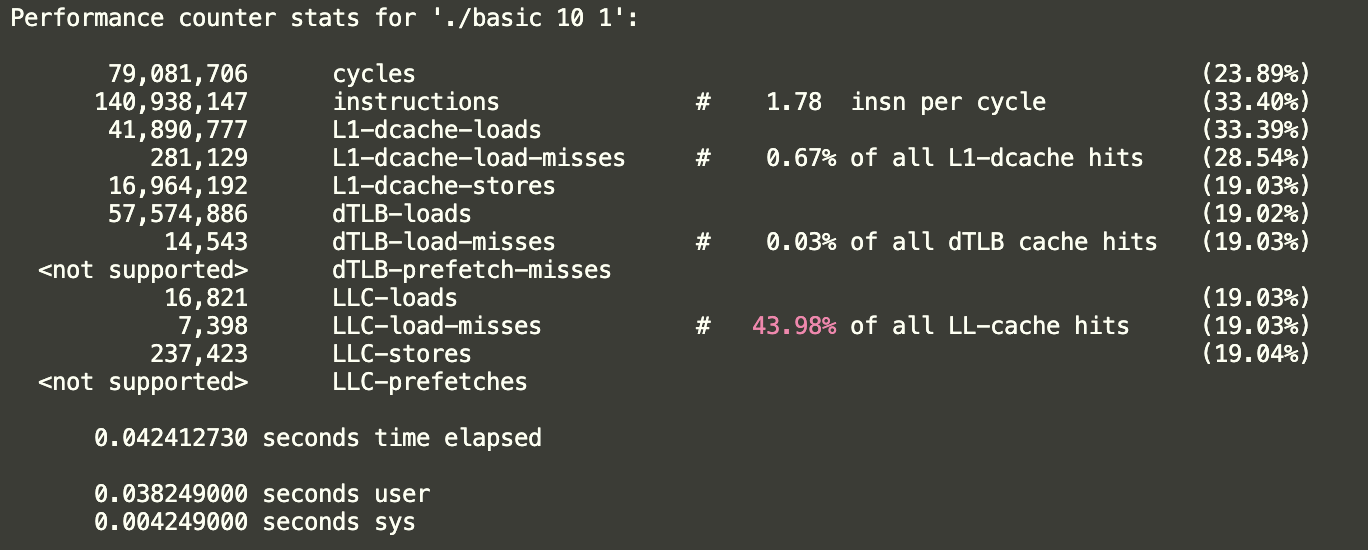 Performance counter stats for './basic 10 1':
79,081,706 cycles (23.89%)
140,938,147 instructions # 1.78 insn per cycle (33.40%)
41,890,777 L1-dcache-loads (33.39%)
281,129 L1-dcache-load-misses # 0.67% of all L1-dcache hits (28.54%)
16,964,192 L1-dcache-stores (19.03%)
57,574,886 dTLB-loads (19.02%)
14,543 dTLB-load-misses # 0.03% of all dTLB cache hits (19.03%)
<not supported> dTLB-prefetch-misses
16,821 LLC-loads (19.03%)
7,398 LLC-load-misses # 43.98% of all LL-cache hits (19.03%)
237,423 LLC-stores (19.04%)
<not supported> LLC-prefetches
0.042412730 seconds time elapsed
0.038249000 seconds user
0.004249000 seconds sys